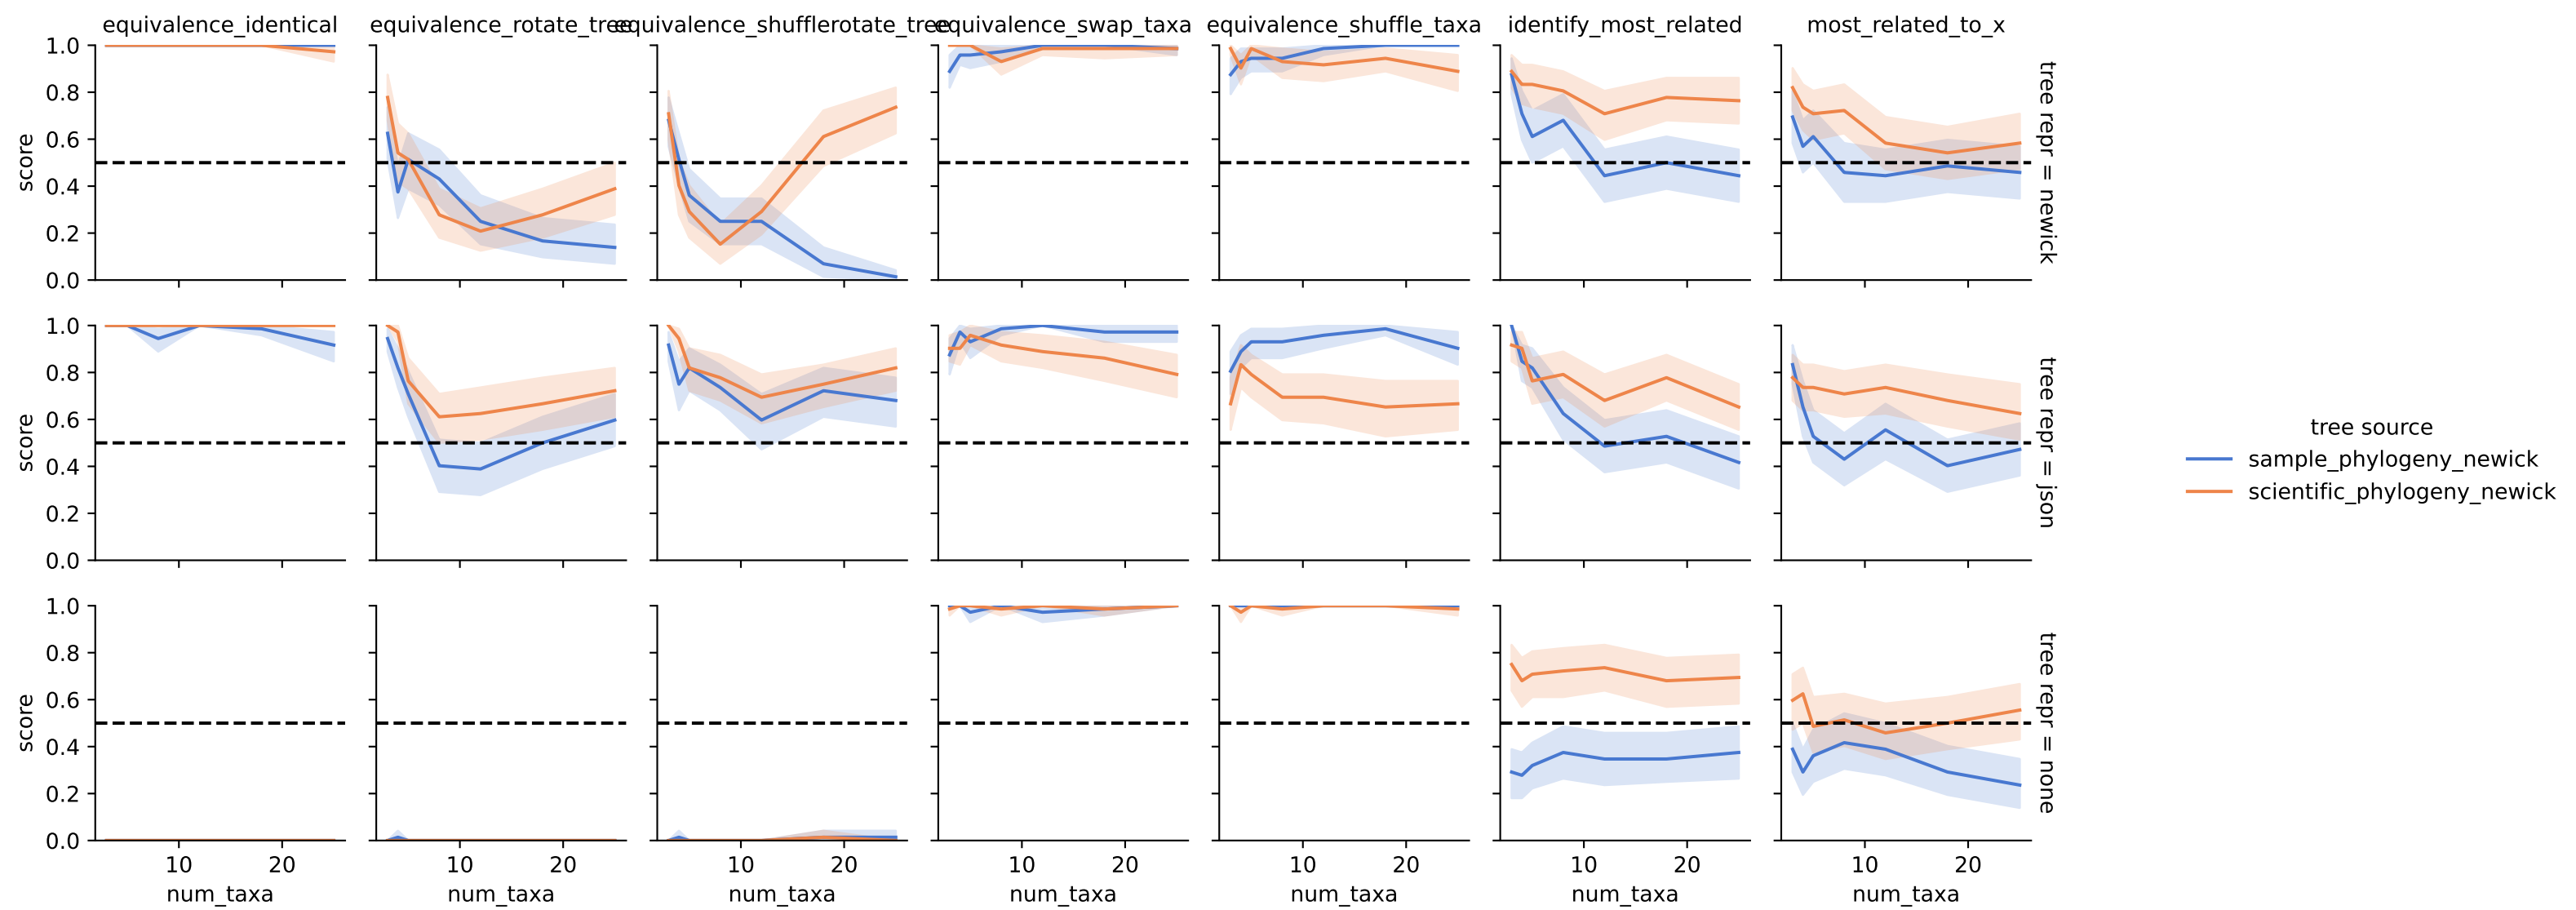 equivalence_identical
equivalence_rotate_tree
equivalence_shufflerotate_tree
equivalence_swap_taxa
equivalence_shuffle_taxa
identify_most_related
most_related_to_x
1.0
0.8
0.6
0.4
0.2
0.0
score
tree repr = newick
1.0
0.8
0.6
0.4
0.2
0.0
score
tree repr = json
tree source
sample_phylogeny_newick
scientific_phylogeny_newick
1.0
0.8
0.6
0.4
0.2
0.0
score
tree repr = none
10 20
10 20
10 20
10 20
10 20
10 20
10 20
num_taxa
num_taxa
num_taxa
num_taxa
num_taxa
num_taxa
num_taxa